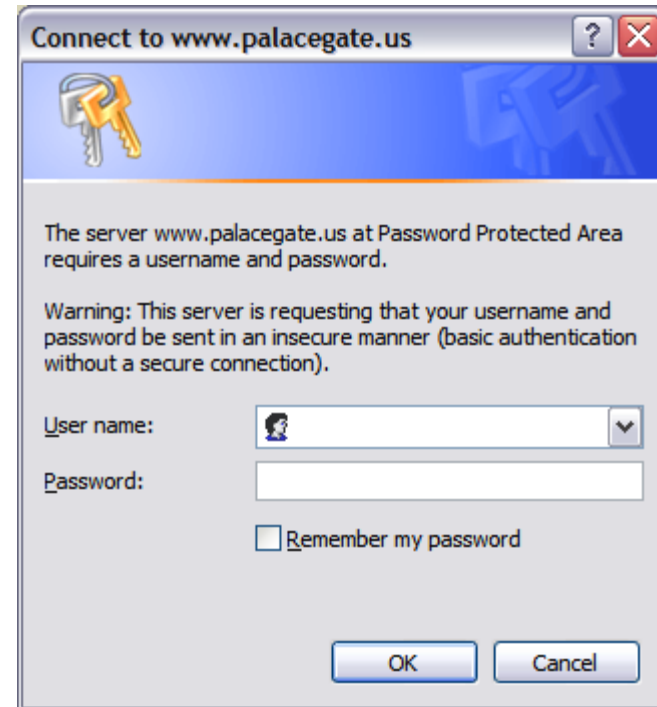 Connect to www.palacegate.us
The server www.palacegate.us at Password Protected Area
requires a username and password.
Warning: This server is requesting that your username and
password be sent in an insecure manner (basic authentication
without a secure connection).
User name:
Password:
Remember my password
OK
Cancel